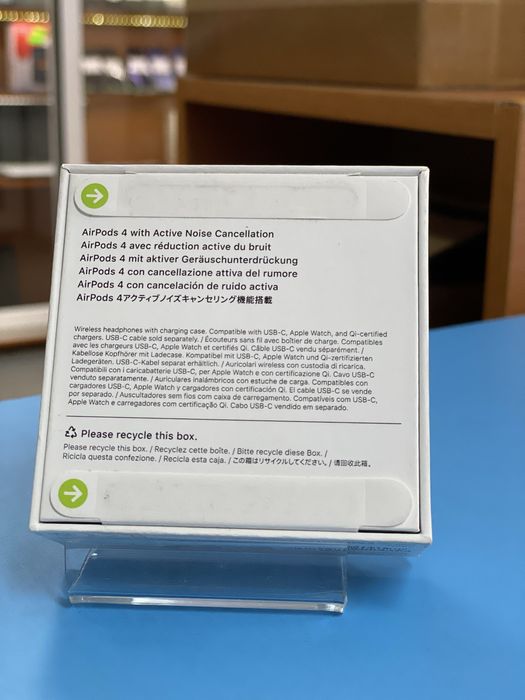 AirPods 4 with Active Noise Cancellation
AirPods 4 avec réduction active du bruit
AirPods 4 mit aktiver Geräuschunterdrückung
AirPods 4 con cancellazione attiva del rumore
AirPods 4 con cancelación de ruido activa
AirPods 4アクティブノイズキャンセリング機能搭載
Wireless headphones with charging case. Compatible with USB-C, Apple Watch, and Qi-certified
chargers. USB-C cable sold separately. / Écouteurs sans fil avec boîtier de charge. Compatibles
avec les chargeurs USB-C, Apple Watch et certifiés Qi. Câble USB-C vendu séparément. /
Kabellose Kopfhörer mit Ladecase. Kompatibel mit USB-C, Apple Watch und Qi-zertifizierten
Ladegeräten. USB-C-Kabel separat erhältlich. / Auricolari wireless con custodia di ricarica.
Compatibili con i caricabatterie USB-C, per Apple Watch e con certificazione Qi. Cavo USB-C
venduto separatamente. / Auriculares inalámbricos con estuche de carga. Compatibles con
cargadores USB-C, Apple Watch y cargadores con certificación Qi. El cable USB-C se vende
por separado. / Auscultadores sem fios com caixa de carregamento. Compatíveis com USB-C,
Apple Watch e carregadores com certificação Qi. Cabo USB-C vendido em separado.
Please recycle this box.
Please recycle this box. / Recyclez cette boîte. / Bitte recycle diese Box. /
Ricicla questa confezione. / Recicla esta caja. / この箱はリサイクルしてください。/ 请回收此箱。